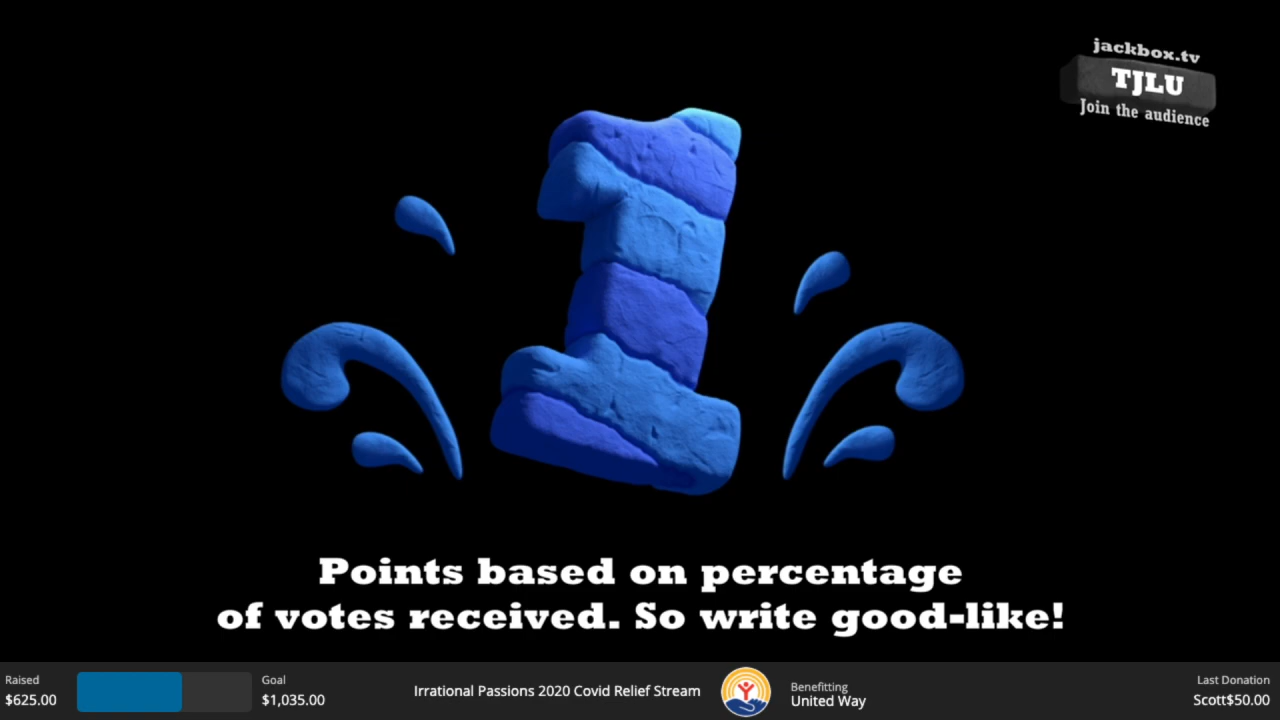 jackbox.tv
TJLU
Join the audience
1
Points based on percentage
of votes received. So write good-like!
Raised
$625.00
Goal
$1,035.00
Irrational Passions 2020 Covid Relief Stream
Benefitting
United Way
Last Donation
Scott$50.00